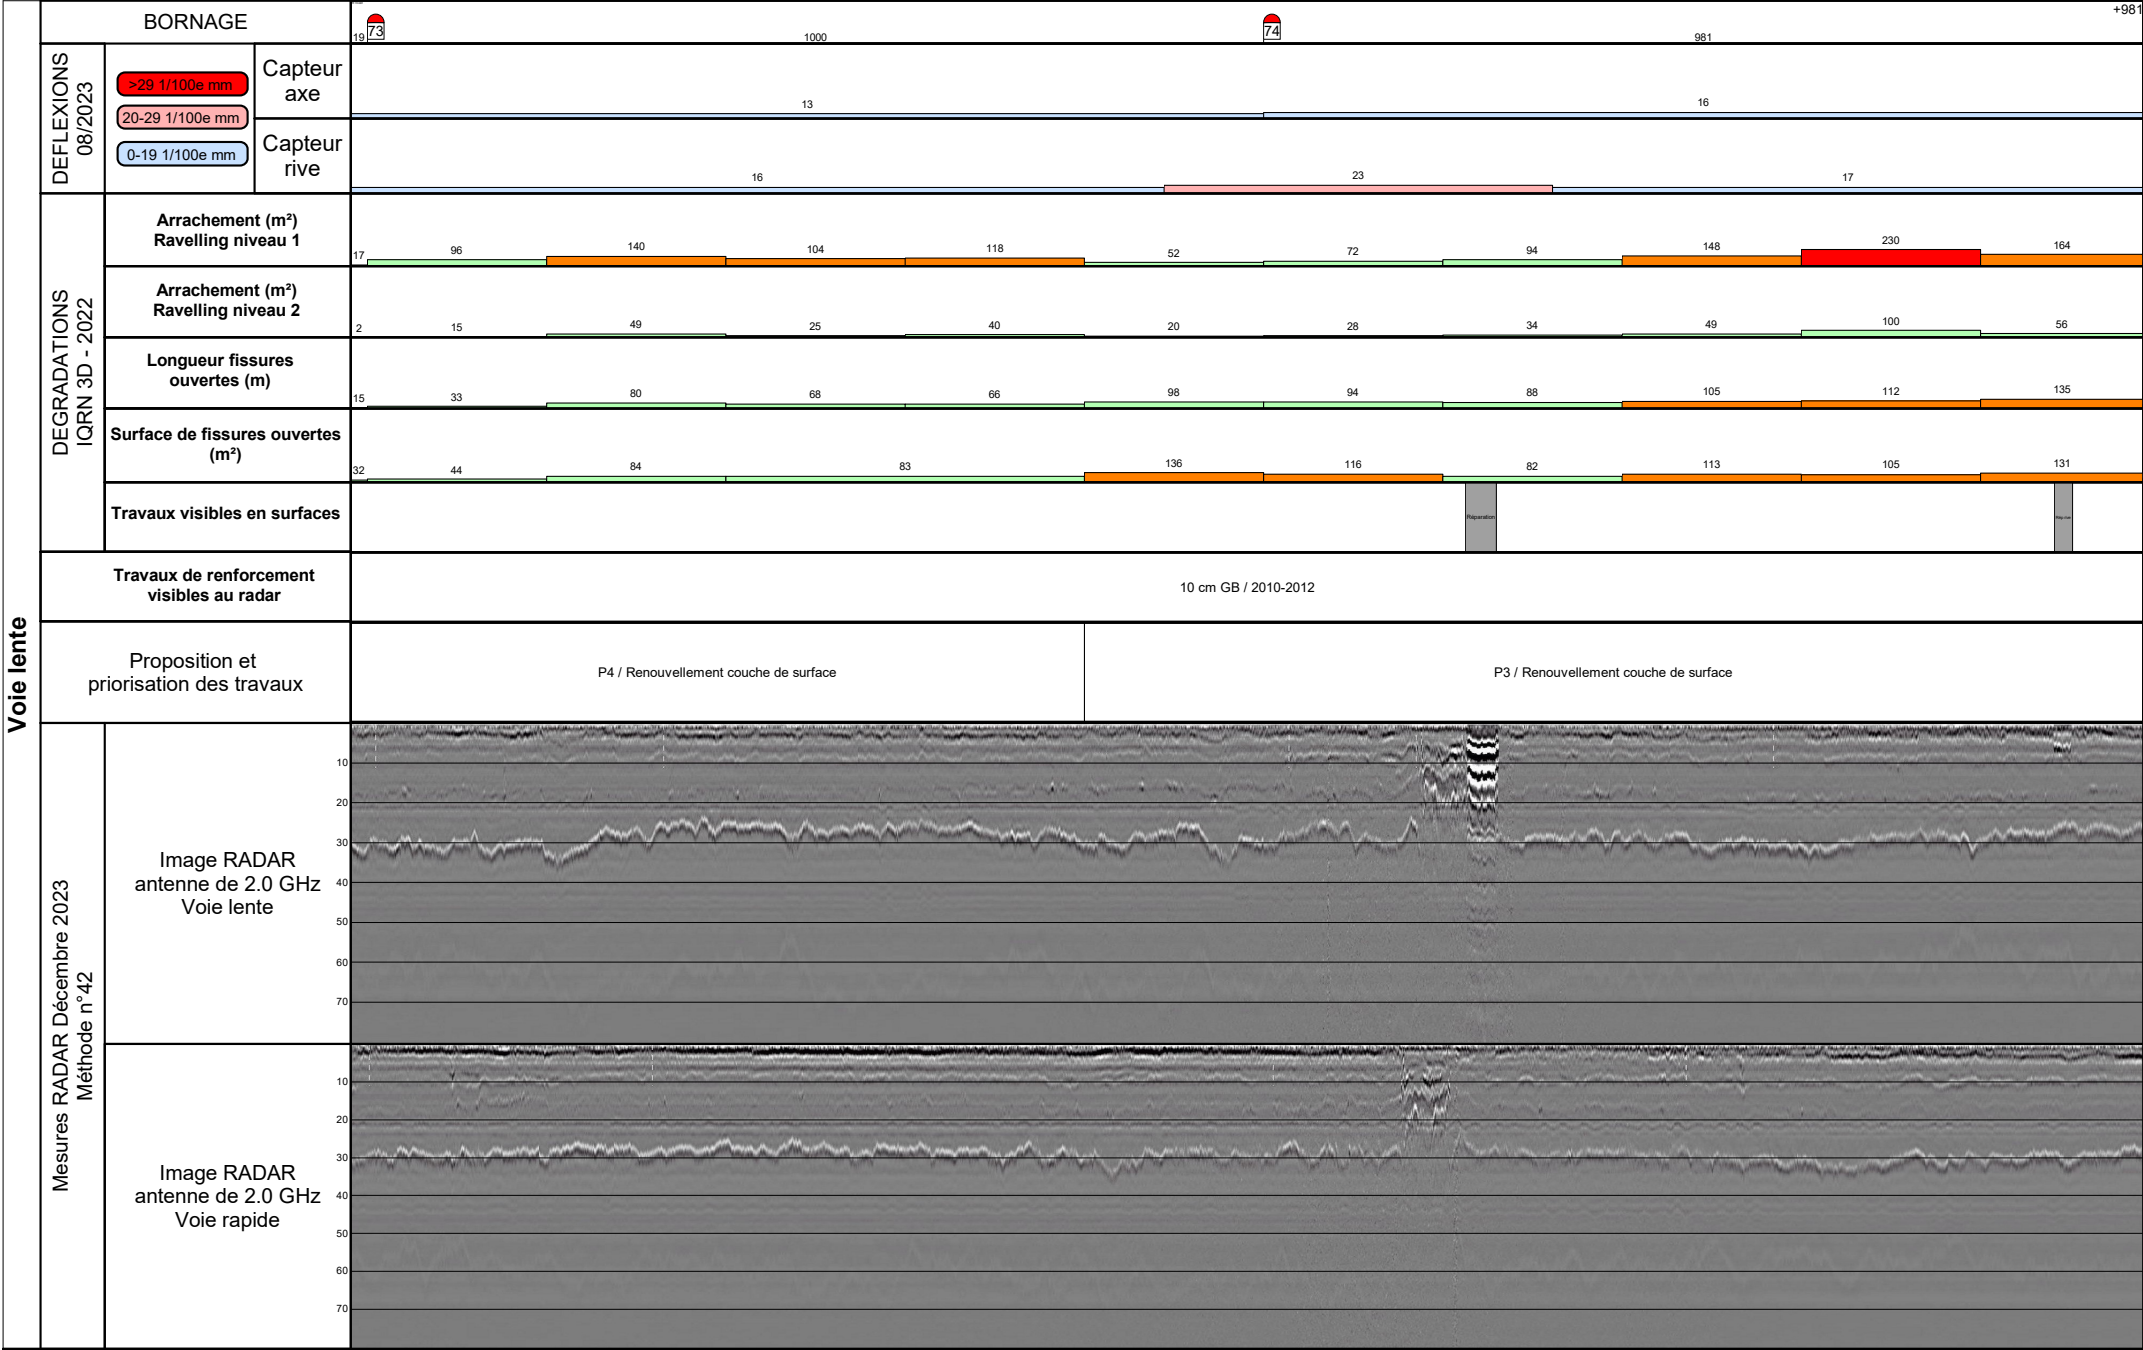 BORNAGE
19
73
1000
74
981
+981
Voie lente
DEFLEXIONS
08/2023
>29 1/100e mm
20-29 1/100e mm
0-19 1/100e mm
Capteur
axe
13
16
Capteur
rive
16
23
17
DEGRADATIONS
IQRN 3D - 2022
Arrachement (m²)
Ravelling niveau 1
17
96
140
104
118
52
72
94
148
230
164
Arrachement (m²)
Ravelling niveau 2
2
15
49
25
40
20
28
34
49
100
56
Longueur fissures
ouvertes (m)
15
33
80
68
66
98
94
88
105
112
135
Surface de fissures ouvertes
(m²)
32
44
84
83
136
116
82
113
105
131
Travaux visibles en surfaces
Réparation
Travaux de renforcement
visibles au radar
10 cm GB / 2010-2012
Proposition et
priorisation des travaux
P4 / Renouvellement couche de surface
P3 / Renouvellement couche de surface
Mesures RADAR Décembre 2023
Méthode n°42
Image RADAR
antenne de 2.0 GHz
Voie lente
10
20
30
40
50
60
70
Image RADAR
antenne de 2.0 GHz
Voie rapide
10
20
30
40
50
60
70